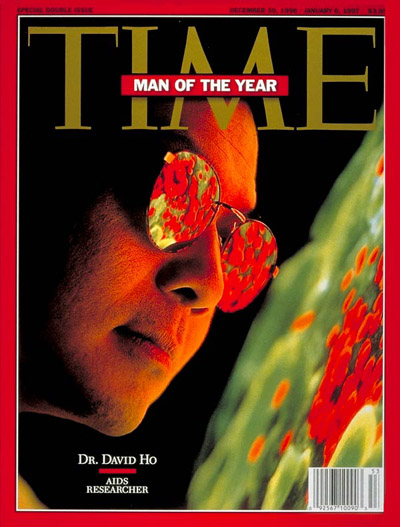 SPECIAL DOUBLE ISSUE
DECEMBER 30, 1996 - JANUARY 6, 1997
TIME
MAN OF THE YEAR
DR. DAVID HO
AIDS
RESEARCHER
53